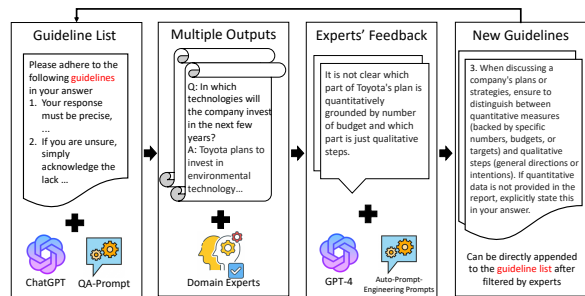 Guideline List
Please adhere to the
following guidelines
in your answer
1. Your response
must be precise,
...
2. If you are unsure,
simply
acknowledge the
lack ...
ChatGPT
QA-Prompt
Multiple Outputs
Q: In which
technologies will
the company invest
in the next few
years?
A: Toyota plans to
invest in
environmental
technology...
Domain Experts
Experts’ Feedback
It is not clear which
part of Toyota's plan is
quantitatively
grounded by number
of budget and which
part is just qualitative
steps.
GPT-4
Auto-Prompt-
Engineering Prompts
New Guidelines
3. When discussing a
company's plans or
strategies, ensure to
distinguish between
quantitative measures
(backed by specific
numbers, budgets, or
targets) and qualitative
steps (general directions or
intentions). If quantitative
data is not provided in the
report, explicitly state
this in your answer.
Can be directly appended
to the guideline list after
filtered by experts